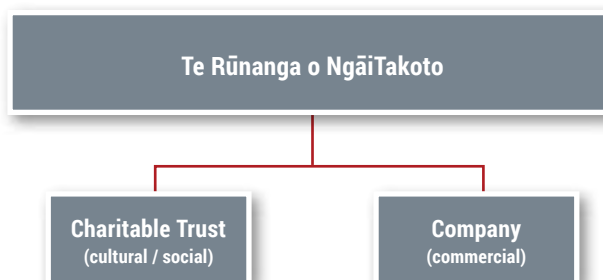 Te Rūnanga o NgāiTakoto
Charitable Trust
(cultural / social)
Company
(commercial)